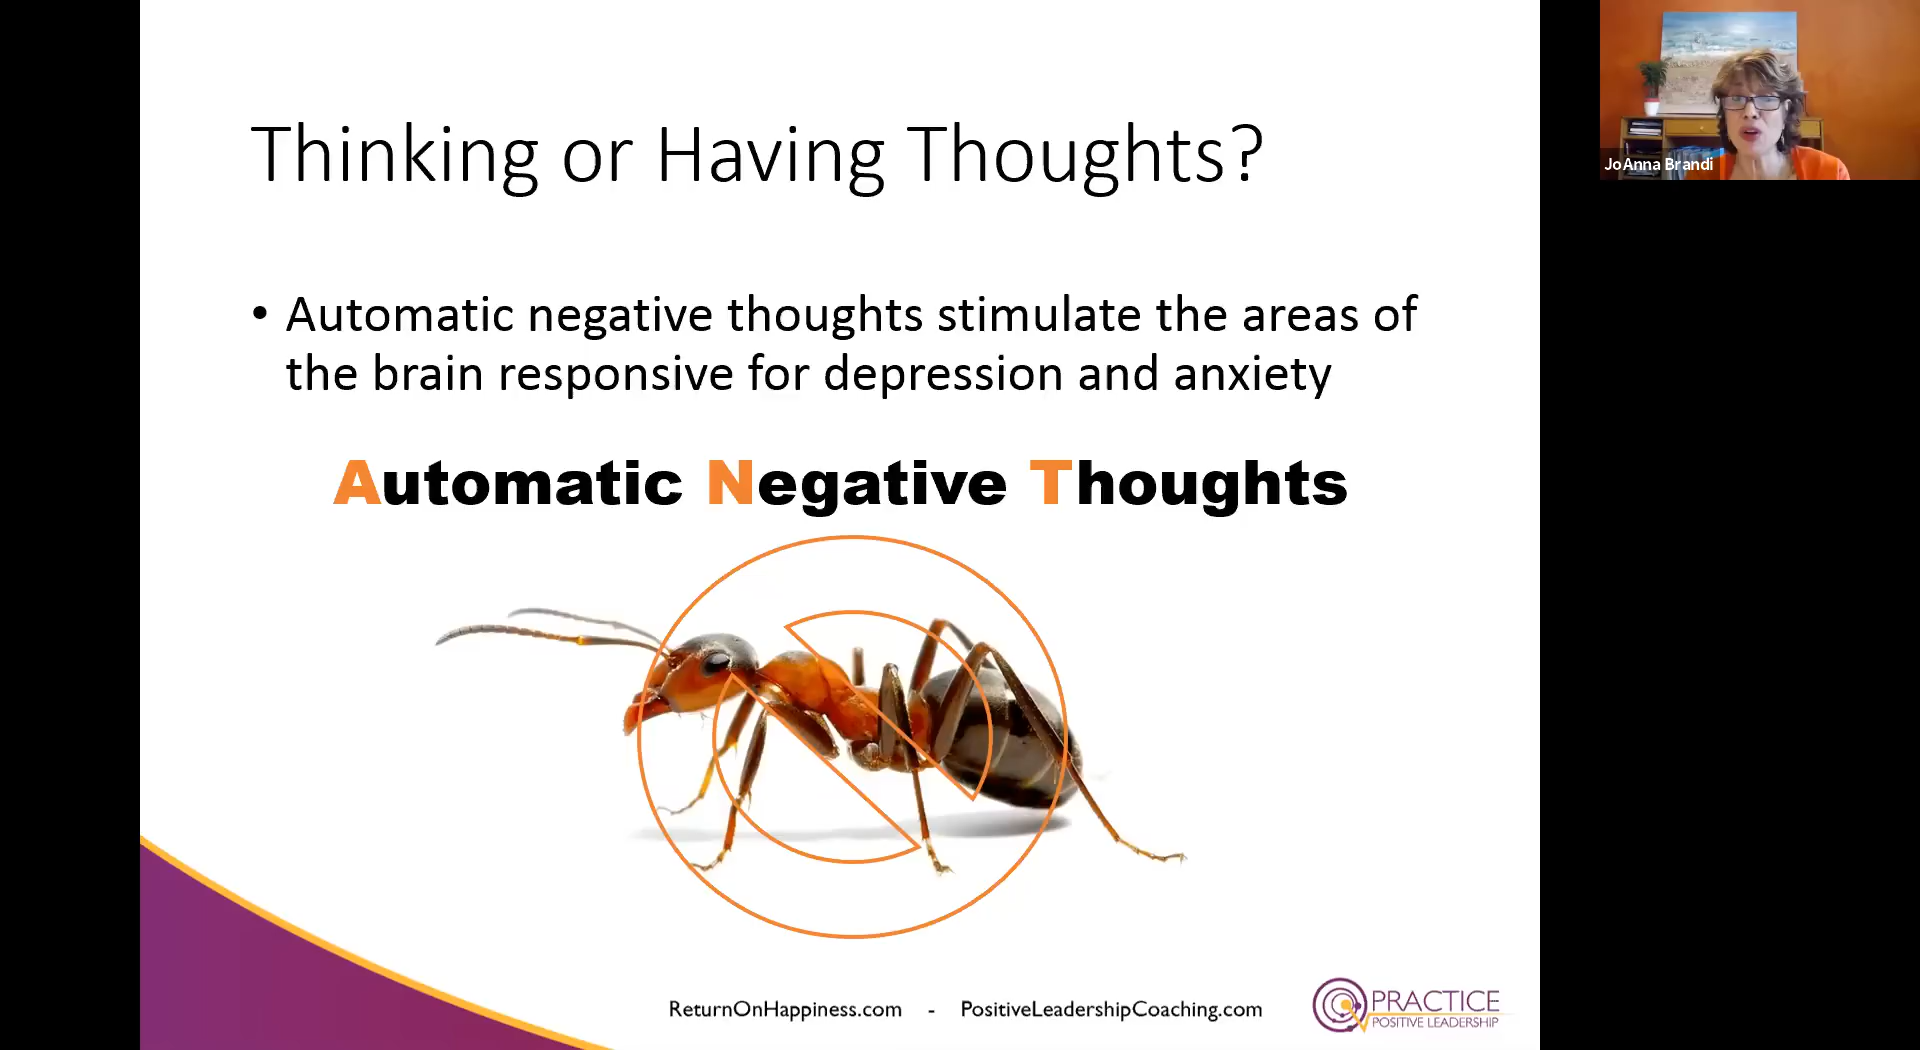 Thinking or Having Thoughts?
• Automatic negative thoughts stimulate the areas of
the brain responsive for depression and anxiety
Automatic Negative Thoughts
ReturnOnHappiness.com - PositiveLeadershipCoaching.com
PRACTICE
POSITIVE LEADERSHIP
JoAnna Brandi